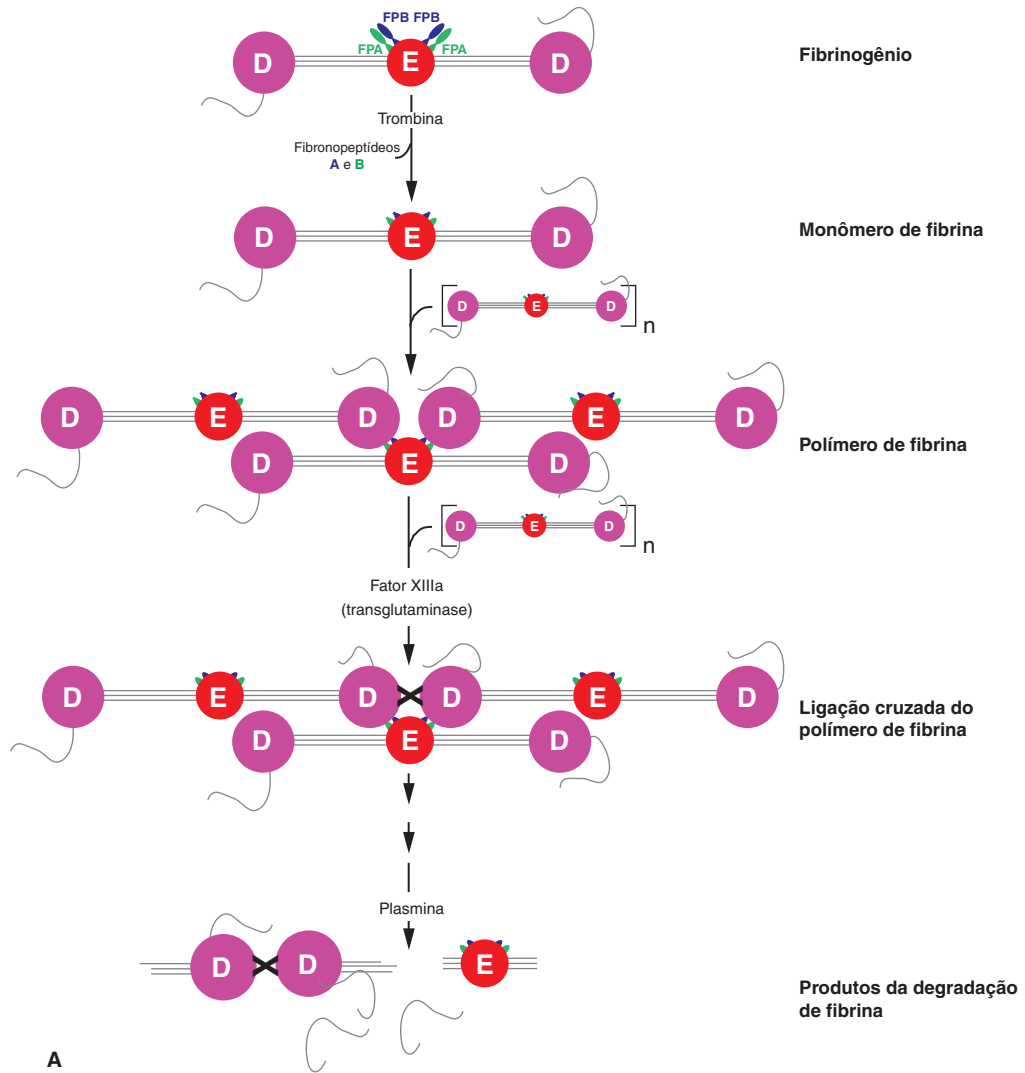 FPB FPB
FPA FPA
D E D
Fibrinogênio
Trombina
Fibronopeptídeos
A e B
D E D
Monômero de fibrina
D E D
n
D E D D E D
D E D
Polímero de fibrina
D E D
n
Fator XIIIa
(transglutaminase)
D E D D E D
D E D
Ligação cruzada do
polímero de fibrina
Plasmina
D D E
Produtos da degradação
de fibrina
A